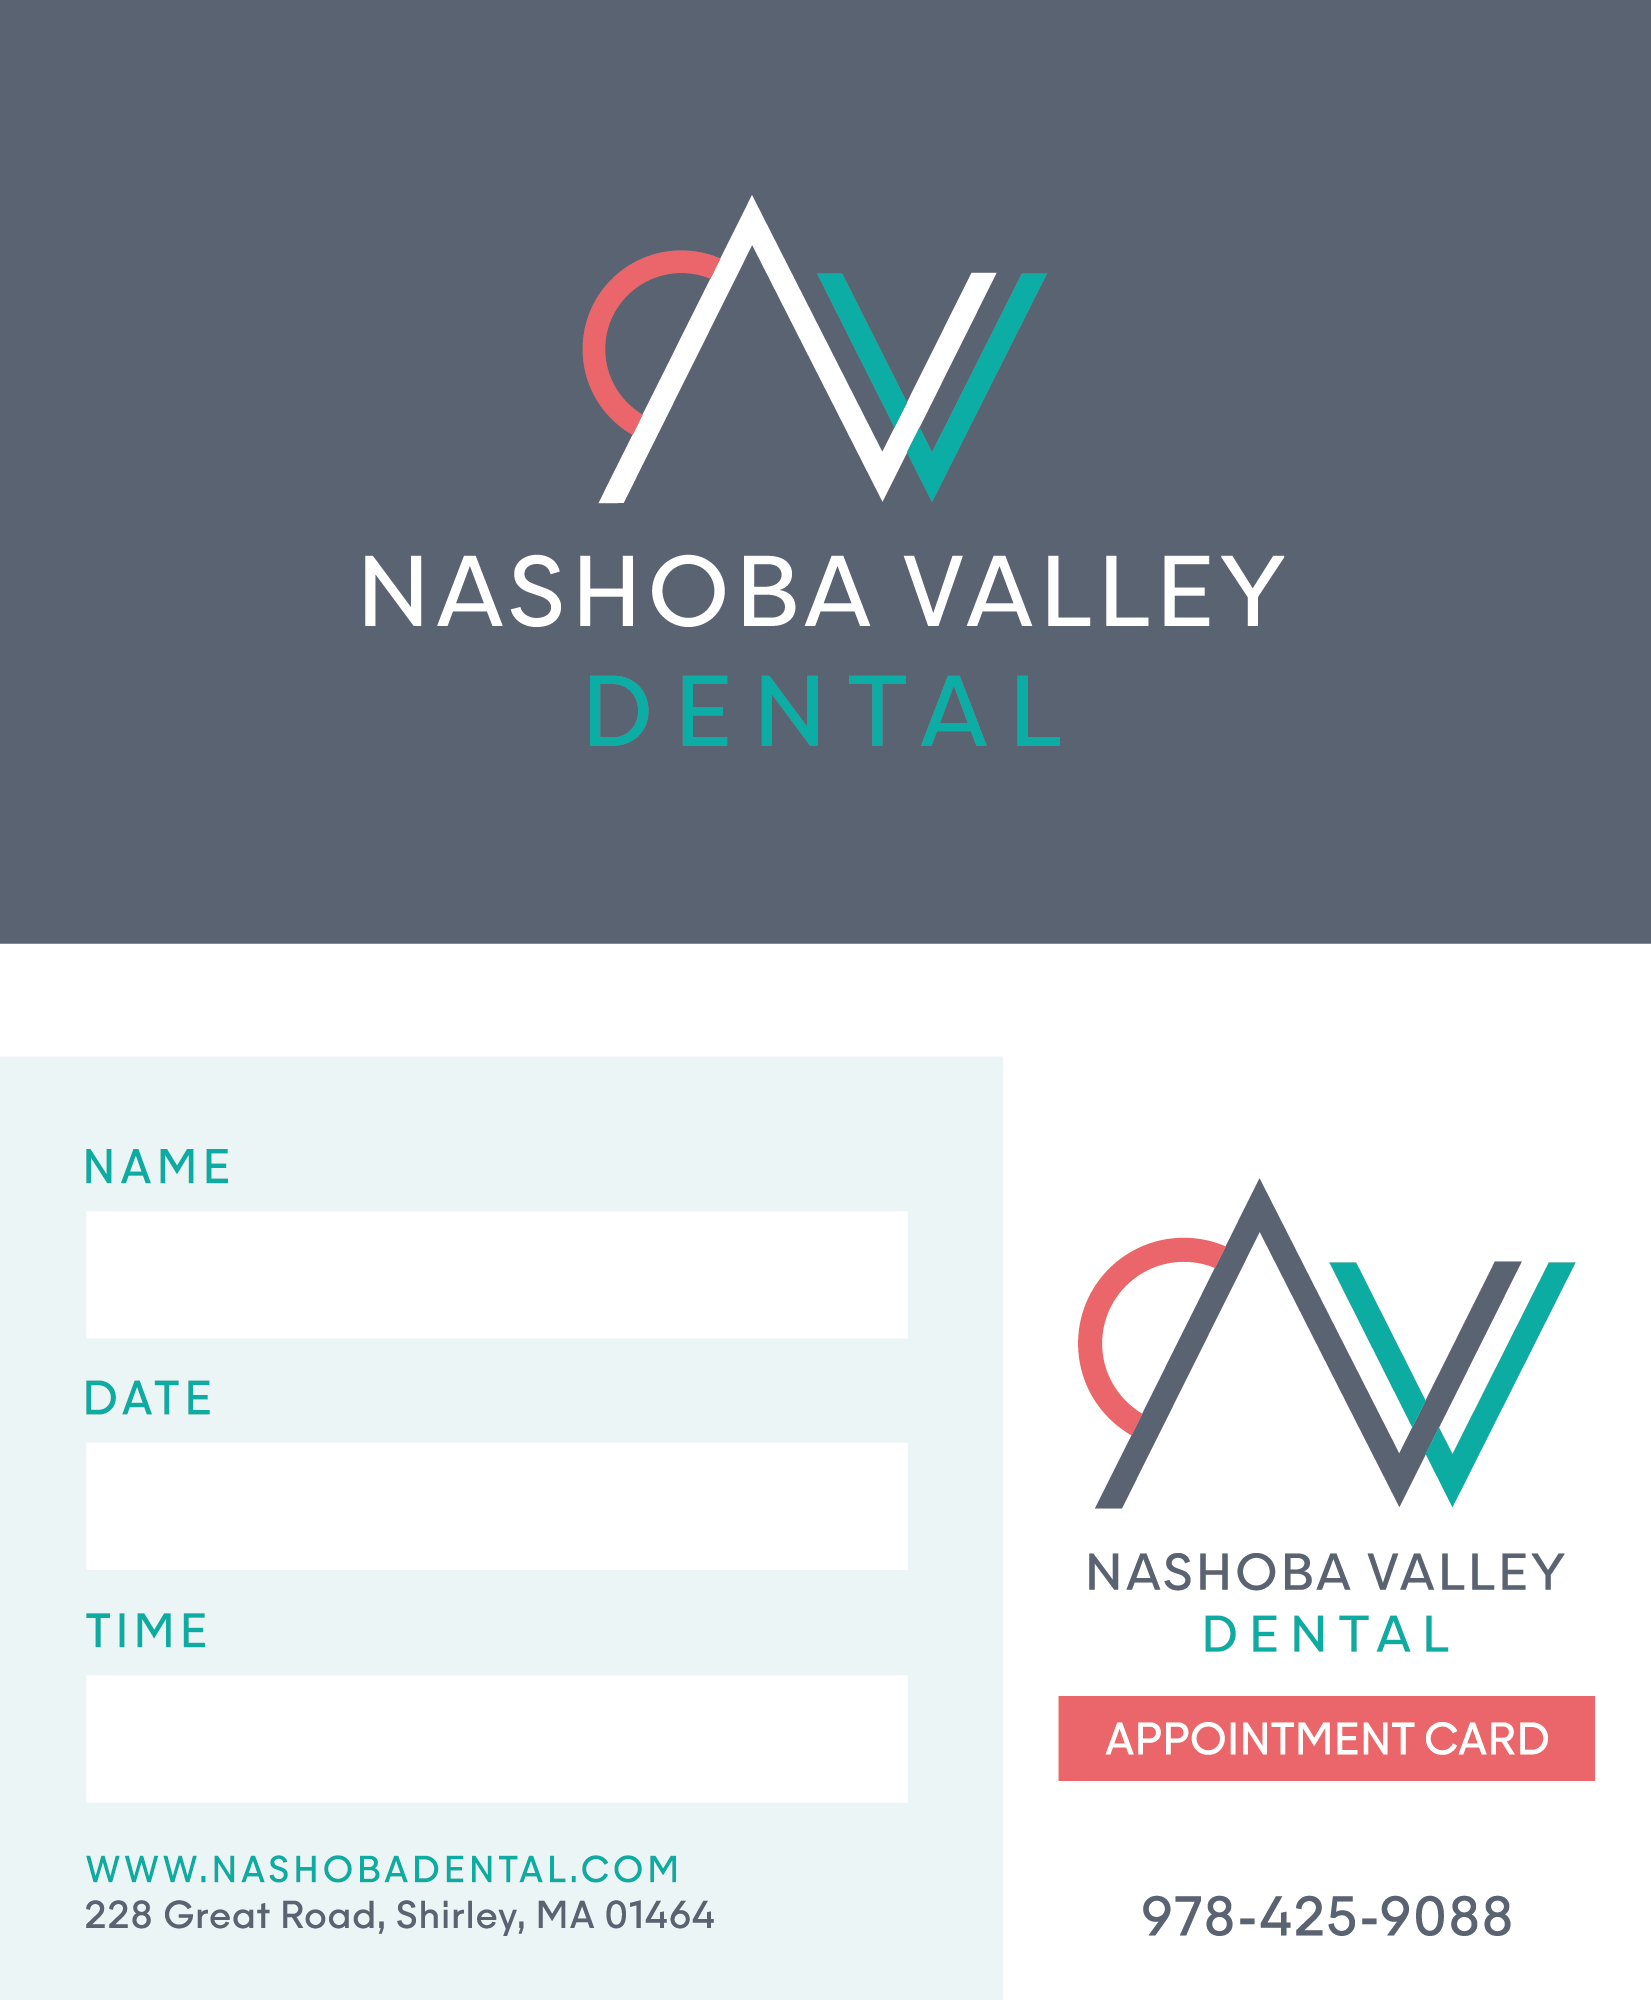 NASHOBA VALLEY
DENTAL
NAME
DATE
TIME
WWW.NASHOBADENTAL.COM
228 Great Road, Shirley, MA 01464
NASHOBA VALLEY
DENTAL
APPOINTMENT CARD
978-425-9088